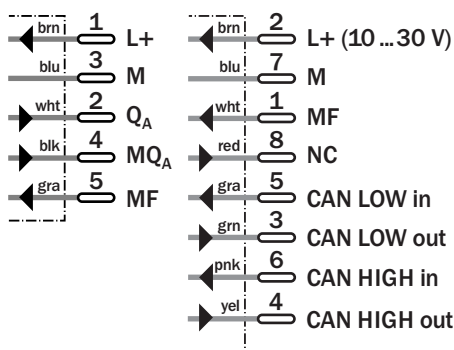 brn 1 L+
blu 3 M
wht 2 QA
blk 4 MQA
gra 5 MF
brn 2 L+ (10 ... 30 V)
blu 7 M
wht 1 MF
red 8 NC
gra 5 CAN LOW in
grn 3 CAN LOW out
pnk 6 CAN HIGH in
yel 4 CAN HIGH out